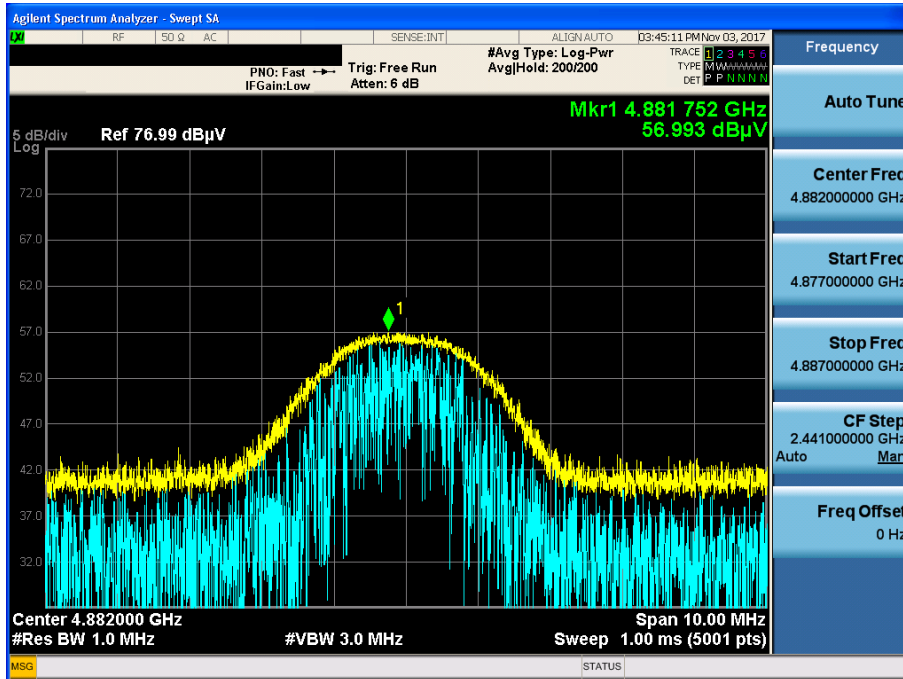 Agilent Spectrum Analyzer - Swept SA
LXI RF 50 Ω AC SENSE:INT ALIGN AUTO 03:45:11 PM Nov 03, 2017
PNO: Fast Trig: Free Run #Avg Type: Log-Pwr TRACE 1 2 3 4 5 6
IFGain:Low Atten: 6 dB Avg|Hold: 200/200 TYPE MWWWWW
DET P P N N N N
Mkr1 4.881 752 GHz
56.993 dBµV
5 dB/div Ref 76.99 dBµV
Log
72.0
67.0
62.0
1
57.0
52.0
47.0
42.0
37.0
32.0
Center 4.882000 GHz Span 10.00 MHz
#Res BW 1.0 MHz #VBW 3.0 MHz Sweep 1.00 ms (5001 pts)
MSG STATUS
Frequency
Auto Tune
Center Freq
4.882000000 GHz
Start Freq
4.877000000 GHz
Stop Freq
4.887000000 GHz
CF Step
2.441000000 GHz
Auto Man
Freq Offset
0 Hz